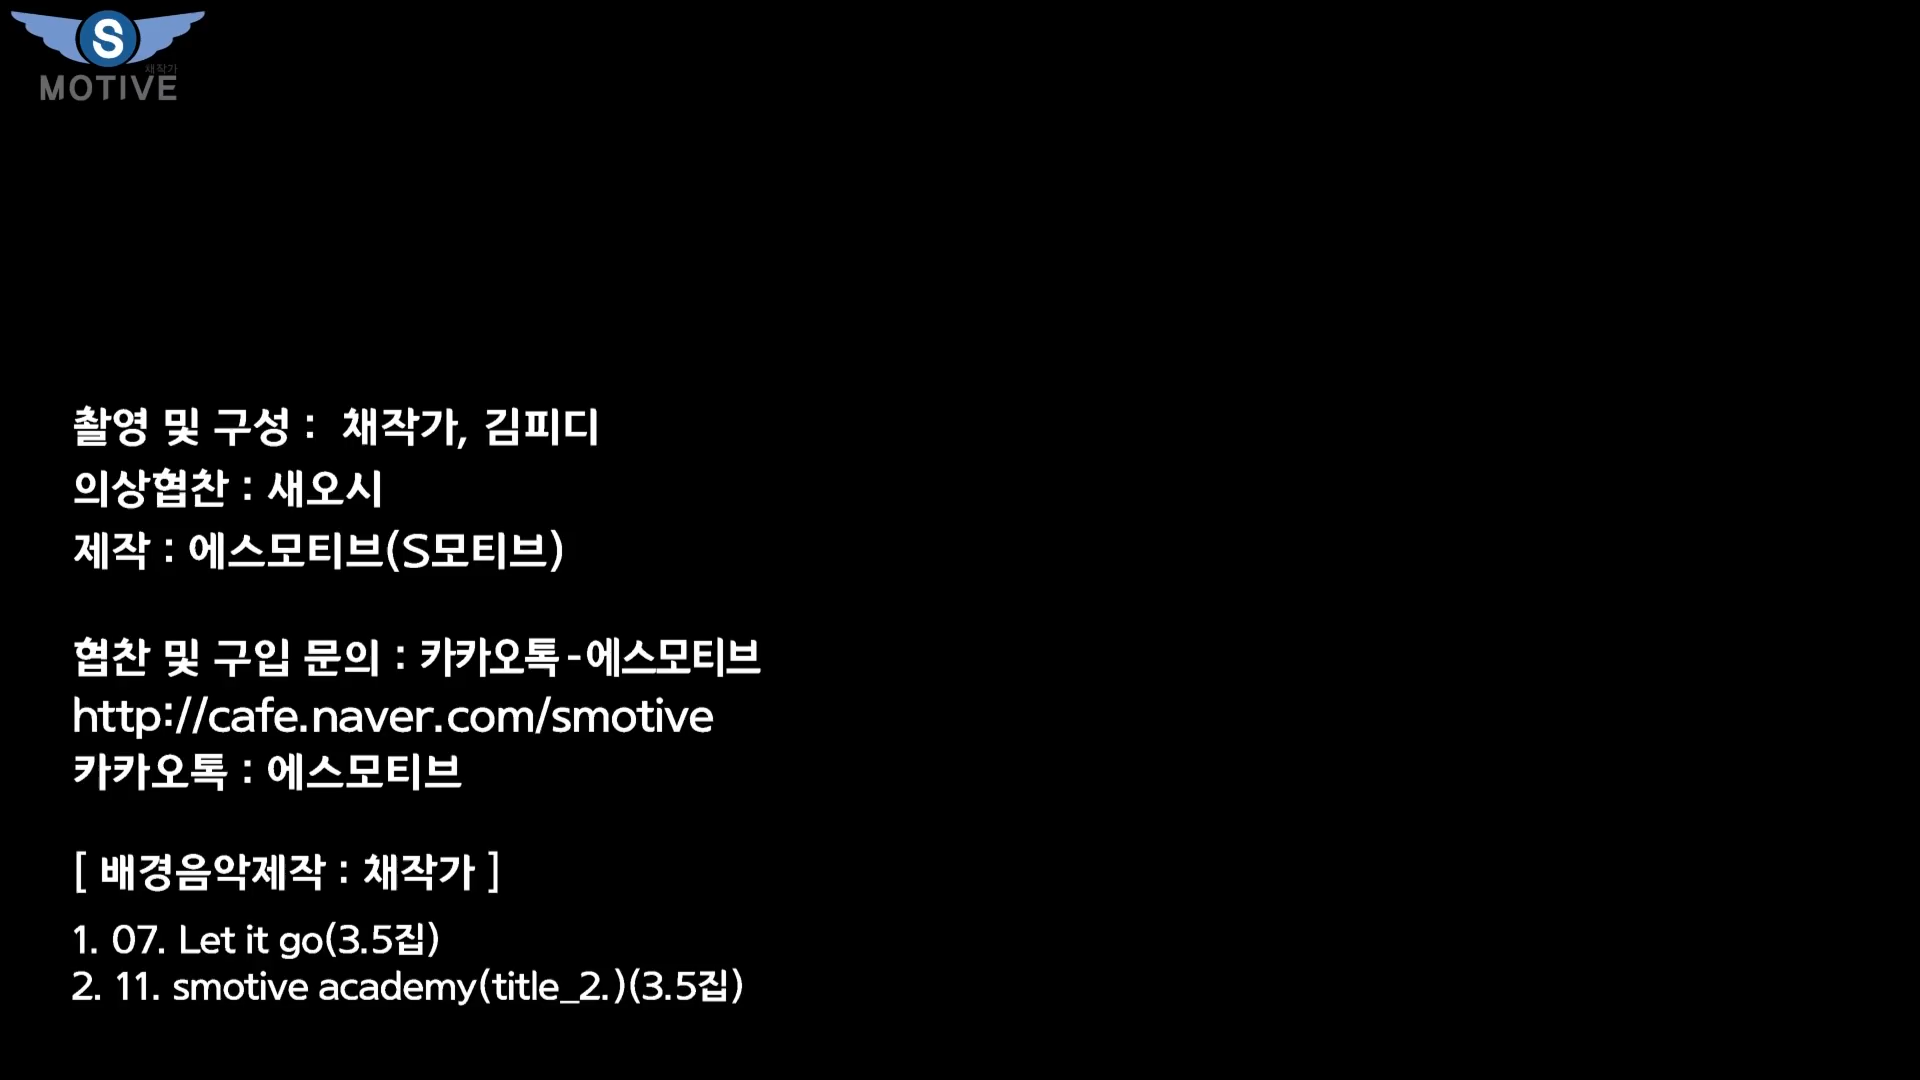 S
채작가
MOTIVE
촬영 및 구성 : 채작가, 김피디
의상협찬 : 새오시
제작 : 에스모티브(S모티브)
협찬 및 구입 문의 : 카카오톡-에스모티브
http://cafe.naver.com/smotive
카카오톡 : 에스모티브
[ 배경음악제작 : 채작가 ]
1. 07. Let it go(3.5집)
2. 11. smotive academy(title_2.)(3.5집)